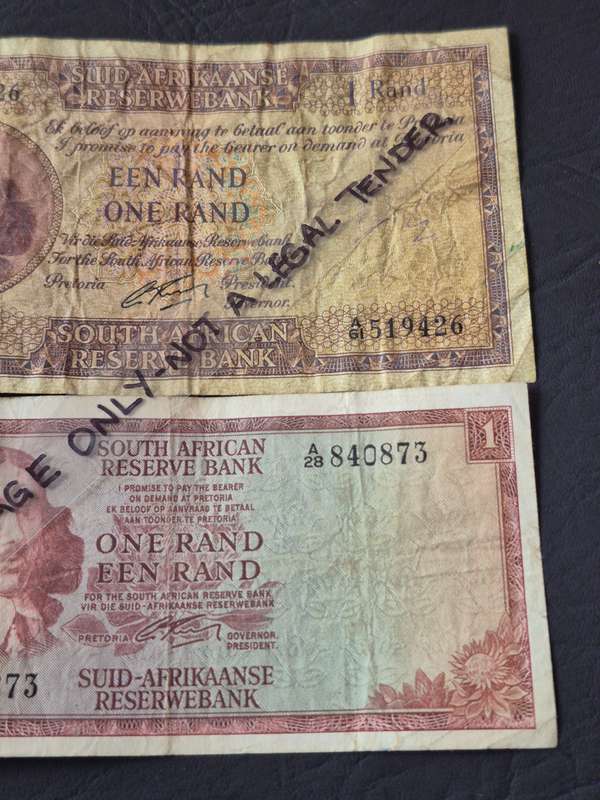 26
SUID-AFRIKAANSE
RESERWEBANK
1 Rand
Ek beloof op aanvraag te betaal aan toonder te Pretoria
I promise to pay the bearer on demand at Pretoria
EEN RAND
ONE RAND
Vir die Suid-Afrikaanse Reserwebank
For the South African Reserve Bank
Pretoria
President.
Governor.
SOUTH AFRICAN
RESERVE BANK
A/61 519426
AGE ONLY-NOT A LEGAL TENDER
SOUTH AFRICAN
RESERVE BANK
A/28 840873
1
I PROMISE TO PAY THE BEARER
ON DEMAND AT PRETORIA
EK BELOOF OP AANVRAAG TE BETAAL
AAN TOONDER TE PRETORIA
ONE RAND
EEN RAND
FOR THE SOUTH AFRICAN RESERVE BANK
VIR DIE SUID-AFRIKAANSE RESERWEBANK
PRETORIA
GOVERNOR.
PRESIDENT.
73
SUID-AFRIKAANSE
RESERWEBANK